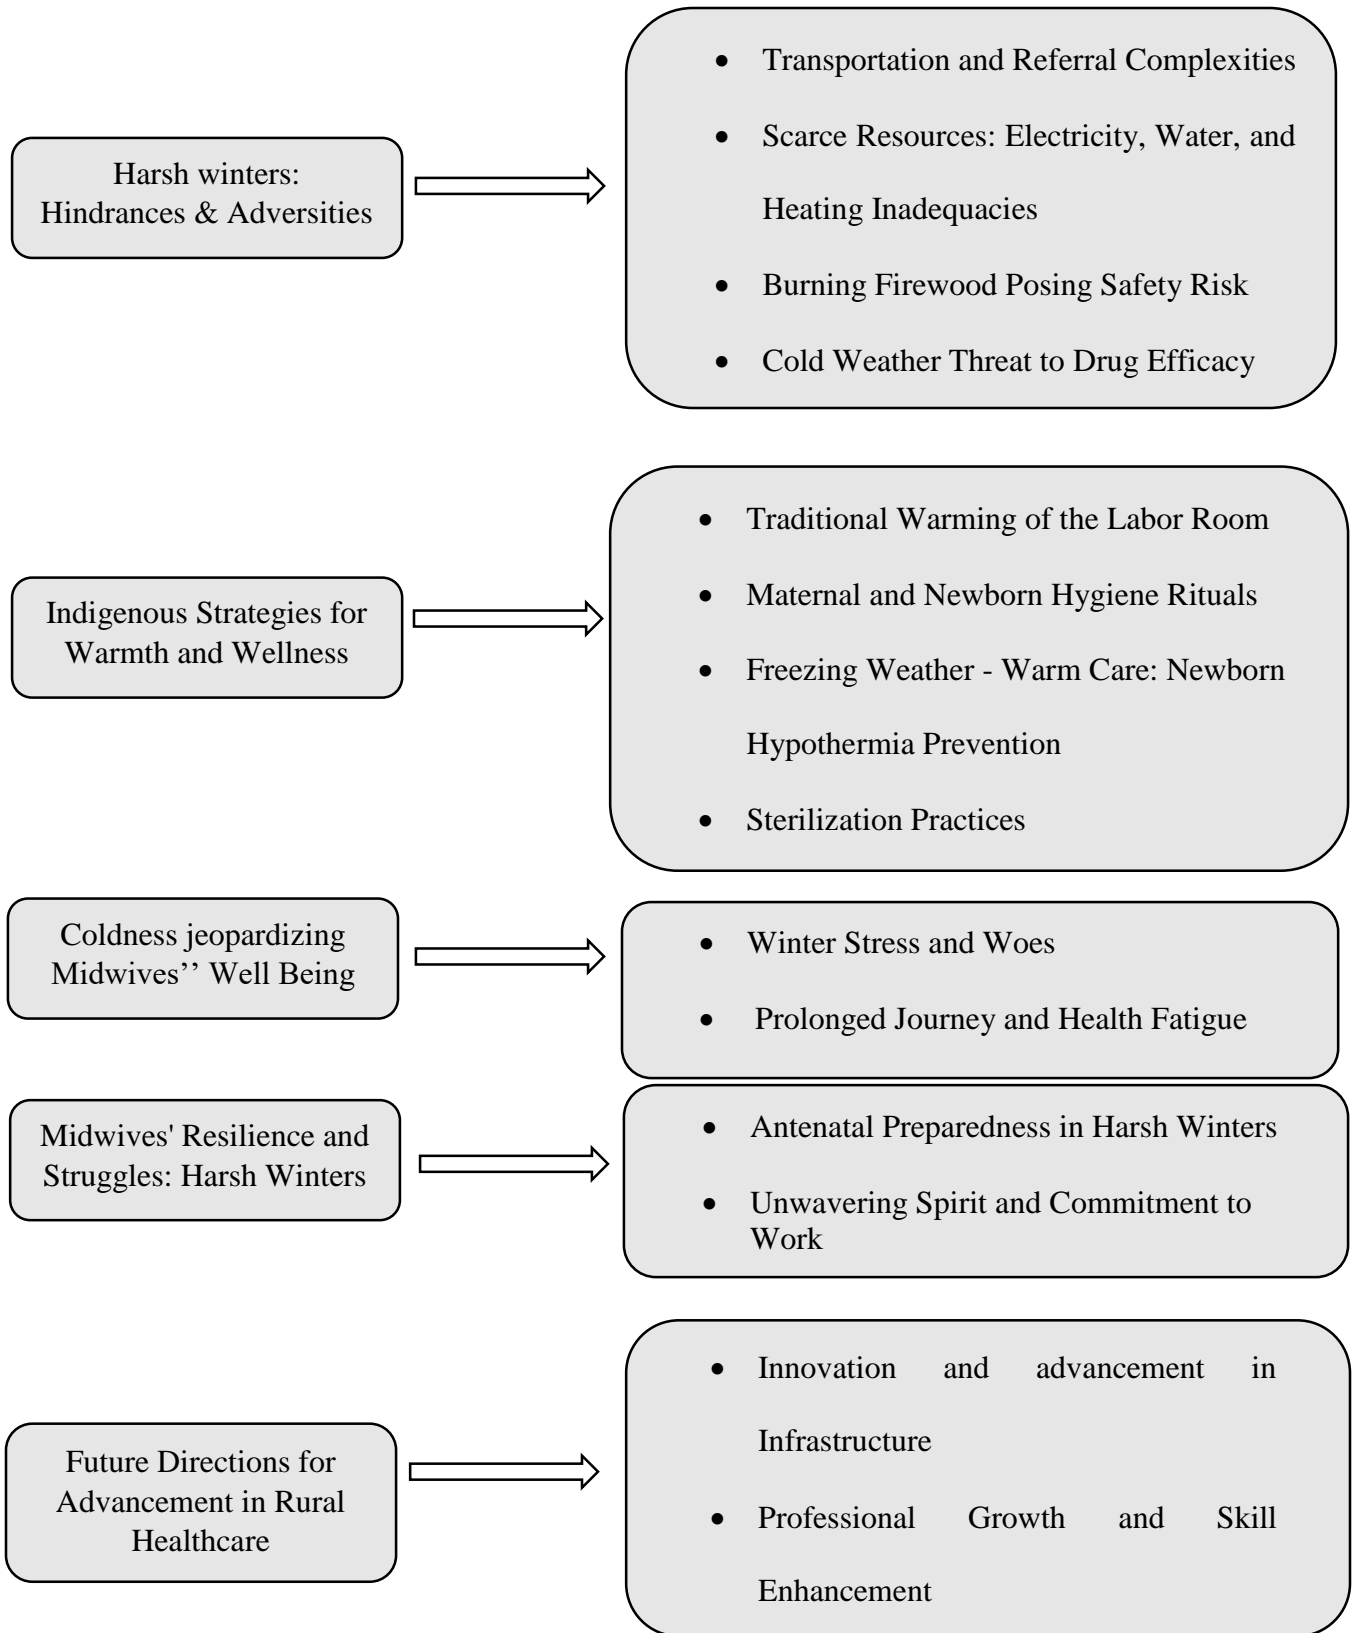 Harsh winters:
Hindrances & Adversities
• Transportation and Referral Complexities
• Scarce Resources: Electricity, Water, and
Heating Inadequacies
• Burning Firewood Posing Safety Risk
• Cold Weather Threat to Drug Efficacy
Indigenous Strategies for
Warmth and Wellness
• Traditional Warming of the Labor Room
• Maternal and Newborn Hygiene Rituals
• Freezing Weather - Warm Care: Newborn
Hypothermia Prevention
• Sterilization Practices
Coldness jeopardizing
Midwives’’ Well Being
• Winter Stress and Woes
• Prolonged Journey and Health Fatigue
Midwives' Resilience and
Struggles: Harsh Winters
• Antenatal Preparedness in Harsh Winters
• Unwavering Spirit and Commitment to
Work
Future Directions for
Advancement in Rural
Healthcare
• Innovation and advancement in
Infrastructure
• Professional Growth and Skill
Enhancement